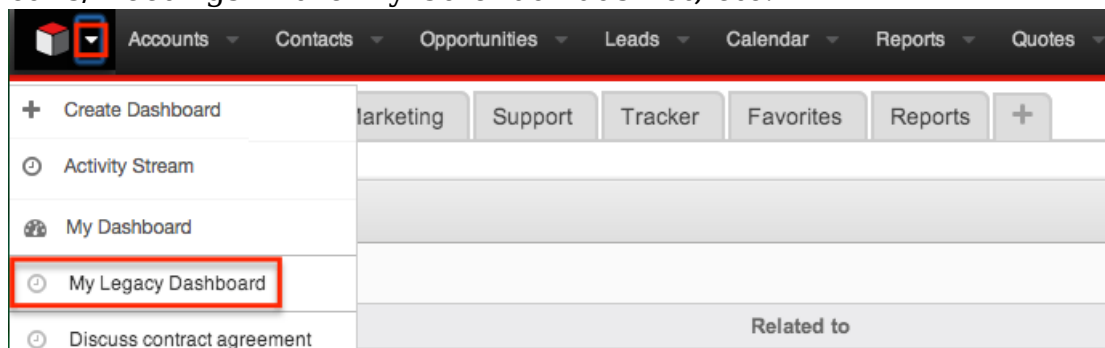 Accounts Contacts Opportunities Leads Calendar Reports Quotes
Create Dashboard
Marketing Support Tracker Favorites Reports +
Activity Stream
My Dashboard
My Legacy Dashboard
Related to
Discuss contract agreement